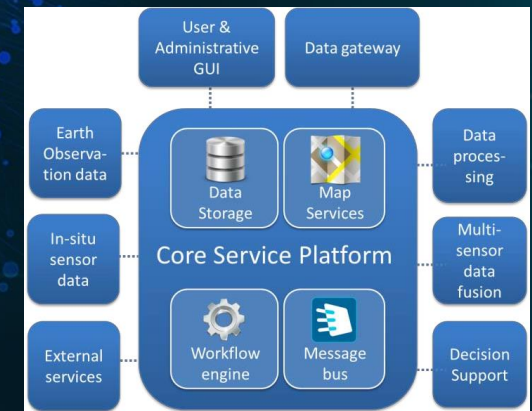 User &
Administrative
GUI
Data gateway
Earth
Observa-
tion data
Data
Storage
Map
Services
Data
proces-
sing
In-situ
sensor
data
Core Service Platform
Multi-
sensor
data
fusion
External
services
Workflow
engine
Message
bus
Decision
Support